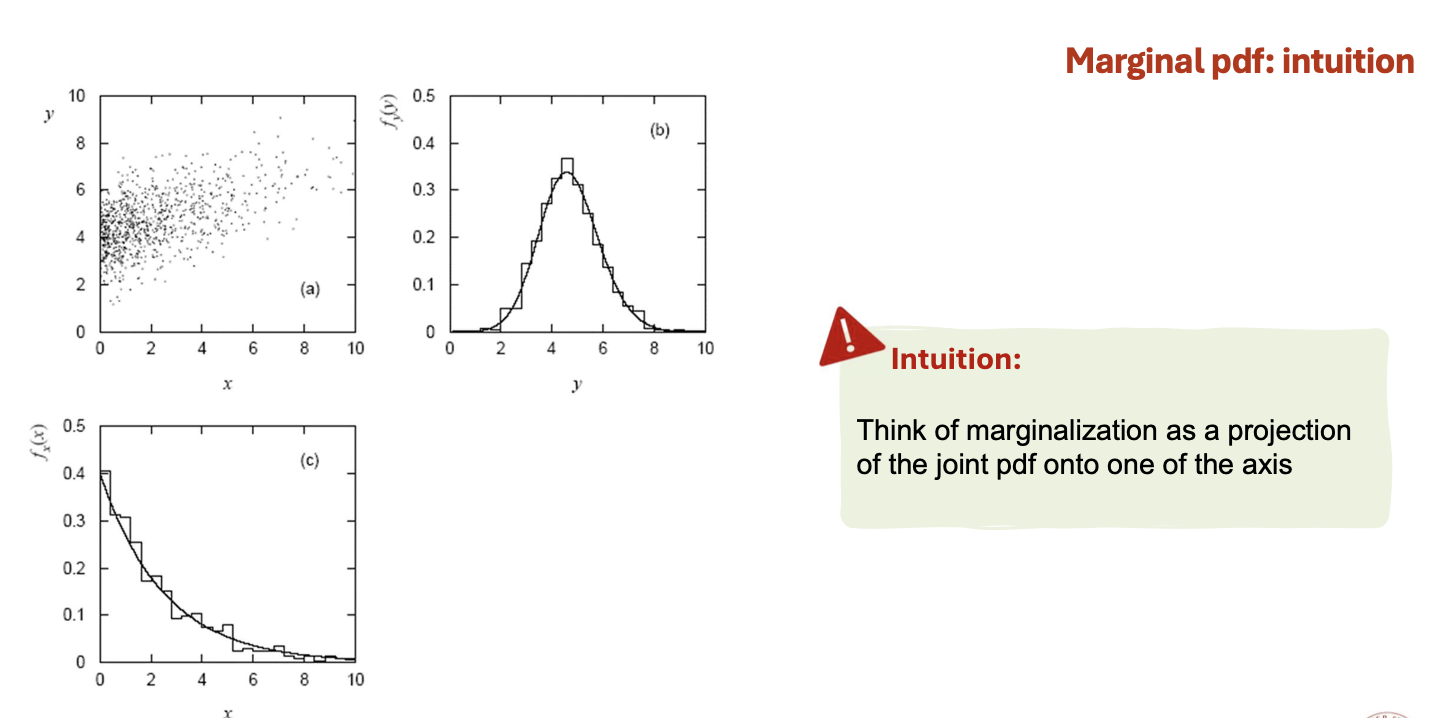 Marginal pdf: intuition
10
8
6
4
2
0
y
(a)
0 2 4 6 8 10
x
0.5
0.4
0.3
0.2
0.1
0
fy(y)
(b)
0 2 4 6 8 10
y
0.5
0.4
0.3
0.2
0.1
0
fx(x)
(c)
0 2 4 6 8 10
x
!
Intuition:
Think of marginalization as a projection
of the joint pdf onto one of the axis